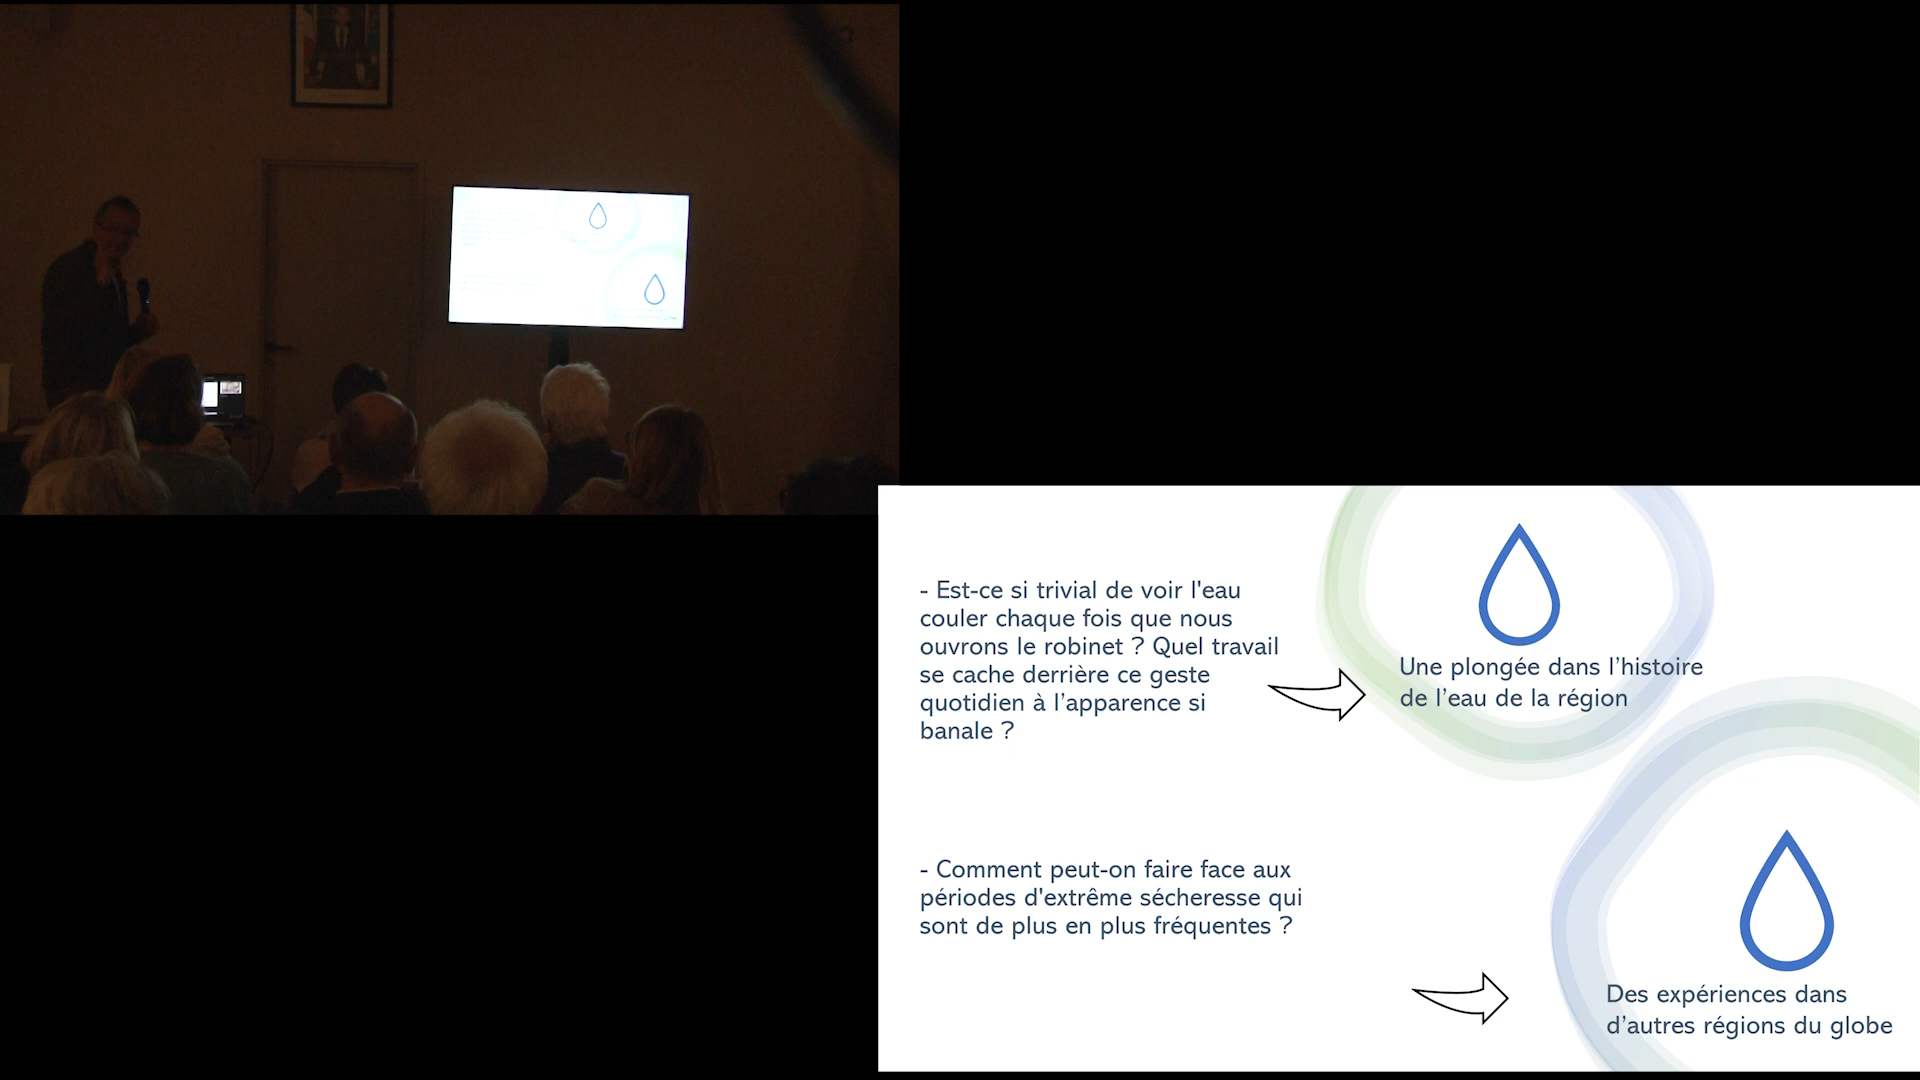 - Est-ce si trivial de voir l'eau
couler chaque fois que nous
ouvrons le robinet ? Quel travail
se cache derrière ce geste
quotidien à l’apparence si
banale ?
Une plongée dans l’histoire
de l’eau de la région
- Comment peut-on faire face aux
périodes d'extrême sécheresse qui
sont de plus en plus fréquentes ?
Des expériences dans
d’autres régions du globe